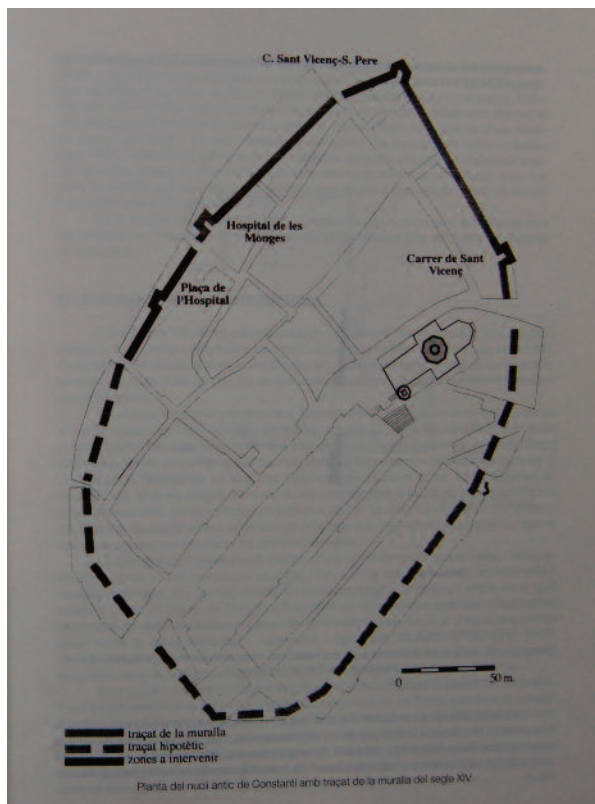 C. Sant Vicenç-S. Pere
Hospital de les
Monges
Carrer de Sant
Vicenç
Plaça de
l'Hospital
0 50 m.
traçat de la muralla
traçat hipotètic
zones a intervenir
Planta del nucli antic de Constantí amb traçat de la muralla del segle XIV